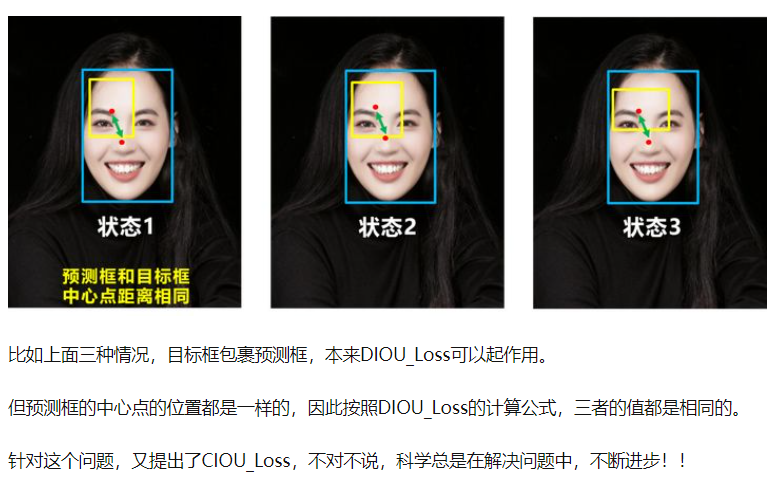 状态1
状态2
状态3
预测框和目标框
中心点距离相同
比如上面三种情况，目标框包裹预测框，本来DIOU_Loss可以起作用。
但预测框的中心点的位置都是一样的，因此按照DIOU_Loss的计算公式，三者的值都是相同的。
针对这个问题，又提出了CIOU_Loss，不对不说，科学总是在解决问题中，不断进步！！